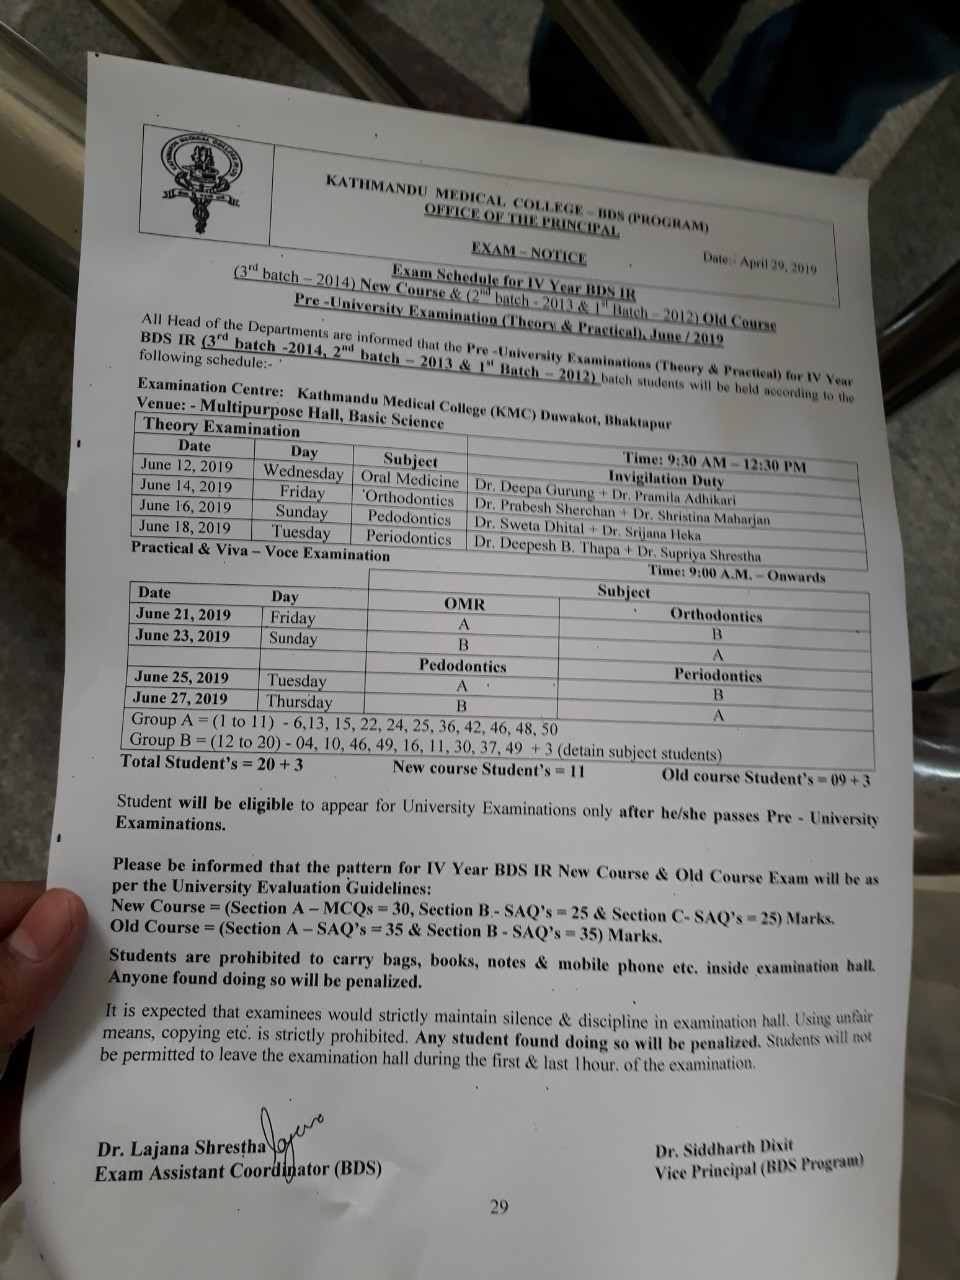 KATHMANDU MEDICAL COLLEGE – BDS (PROGRAM)
OFFICE OF THE PRINCIPAL
EXAM – NOTICE
Date:- April 29, 2019
Exam Schedule for IV Year BDS IR
(3rd batch – 2014) New Course & (2nd batch - 2013 & 1st Batch – 2012) Old Course
Pre -University Examination (Theory & Practical), June / 2019
All Head of the Departments are informed that the Pre -University Examinations (Theory & Practical) for IV Year
BDS IR (3rd batch -2014, 2nd batch – 2013 & 1st Batch – 2012) batch students will be held according to the
following schedule:-
Examination Centre: Kathmandu Medical College (KMC) Duwakot, Bhaktapur
Venue: - Multipurpose Hall, Basic Science
Theory Examination Time: 9:30 AM – 12:30 PM
Date Day Subject Invigilation Duty
June 12, 2019 Wednesday Oral Medicine Dr. Deepa Gurung + Dr. Pramila Adhikari
June 14, 2019 Friday Orthodontics Dr. Prabesh Sherchan + Dr. Shristina Maharjan
June 16, 2019 Sunday Pedodontics Dr. Sweta Dhital + Dr. Srijana Heka
June 18, 2019 Tuesday Periodontics Dr. Deepesh B. Thapa + Dr. Supriya Shrestha
Practical & Viva – Voce Examination Time: 9:00 A.M. – Onwards
Date Day Subject
OMR Orthodontics
June 21, 2019 Friday A B
June 23, 2019 Sunday B A
Pedodontics Periodontics
June 25, 2019 Tuesday A B
June 27, 2019 Thursday B A
Group A = (1 to 11) - 6,13, 15, 22, 24, 25, 36, 42, 46, 48, 50
Group B = (12 to 20) - 04, 10, 46, 49, 16, 11, 30, 37, 49 + 3 (detain subject students)
Total Student's = 20 + 3 New course Student's = 11 Old course Student's = 09 + 3
Student will be eligible to appear for University Examinations only after he/she passes Pre - University
Examinations.
Please be informed that the pattern for IV Year BDS IR New Course & Old Course Exam will be as
per the University Evaluation Guidelines:
New Course = (Section A – MCQs = 30, Section B - SAQ's = 25 & Section C- SAQ's = 25) Marks.
Old Course = (Section A – SAQ's = 35 & Section B - SAQ's = 35) Marks.
Students are prohibited to carry bags, books, notes & mobile phone etc. inside examination hall.
Anyone found doing so will be penalized.
It is expected that examinees would strictly maintain silence & discipline in examination hall. Using unfair
means, copying etc. is strictly prohibited. Any student found doing so will be penalized. Students will not
be permitted to leave the examination hall during the first & last 1hour. of the examination.
Dr. Lajana Shrestha
Exam Assistant Coordinator (BDS)
Dr. Siddharth Dixit
Vice Principal (BDS Program)
29